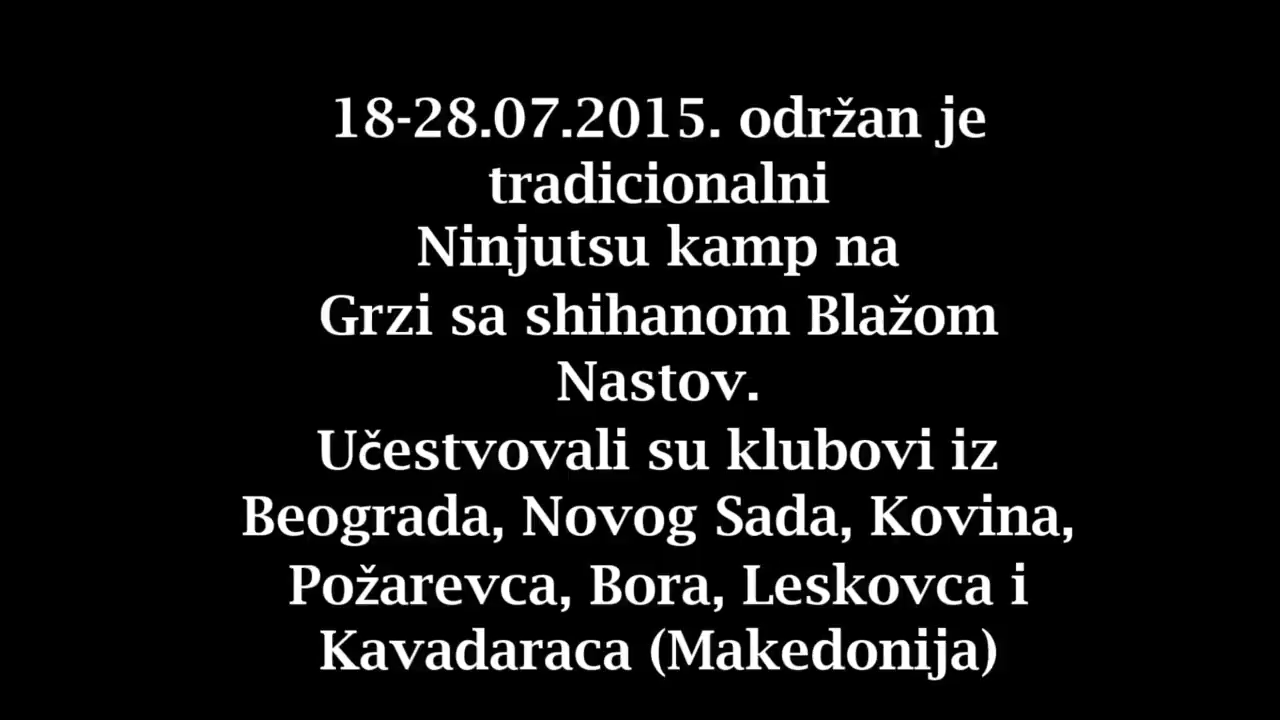 18-28.07.2015. održan je
tradicionalni
Ninjutsu kamp na
Grzi sa shihanom Blažom
Nastov.
Učestvovali su klubovi iz
Beograda, Novog Sada, Kovina,
Požarevca, Bora, Leskovca i
Kavadaraca (Makedonija)